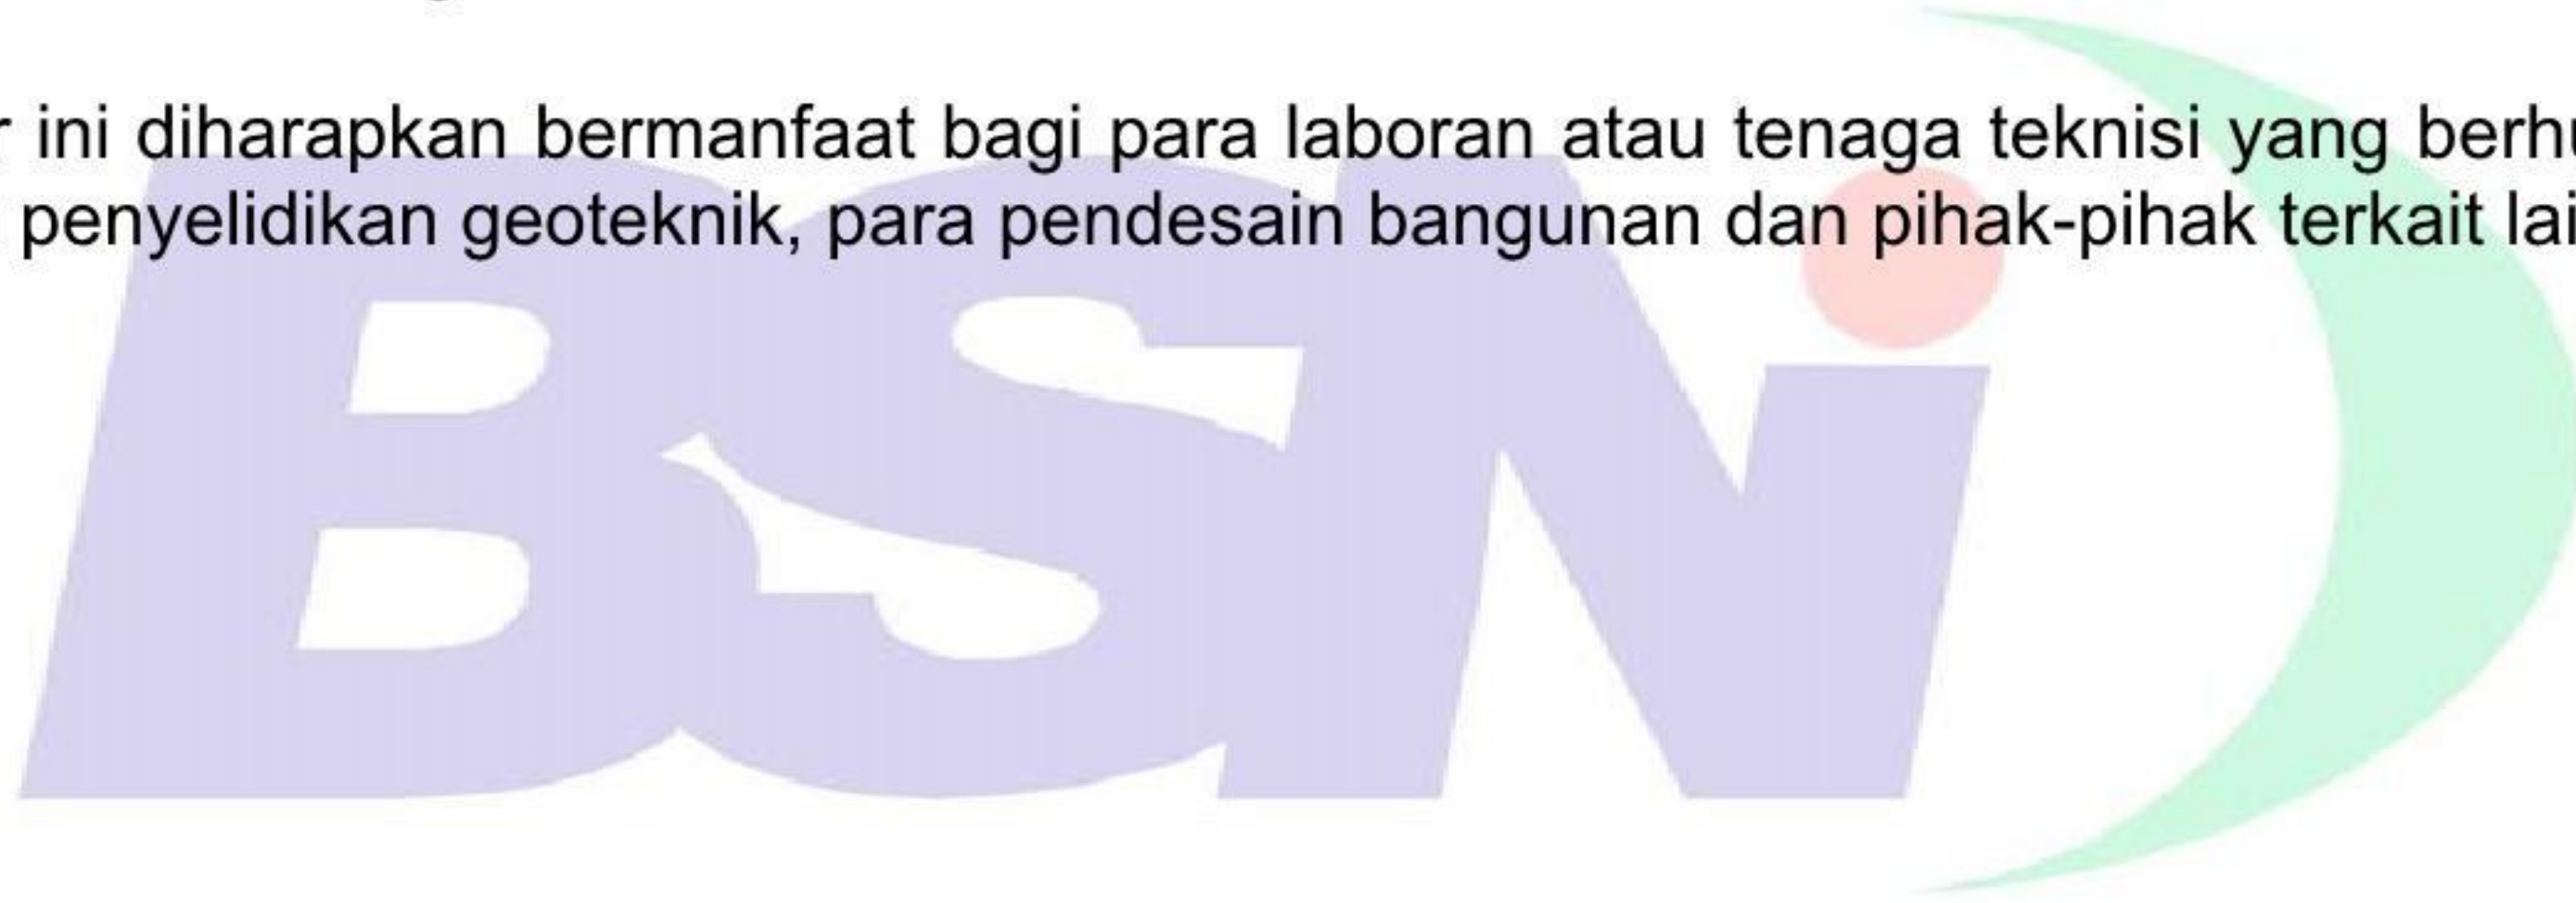 ini diharapkan bermanfaat bagi para laboran atau tenaga teknisi yang
penyelidikan geoteknik, para pendesain bangunan dan pihak-pihak terkait
BSNi